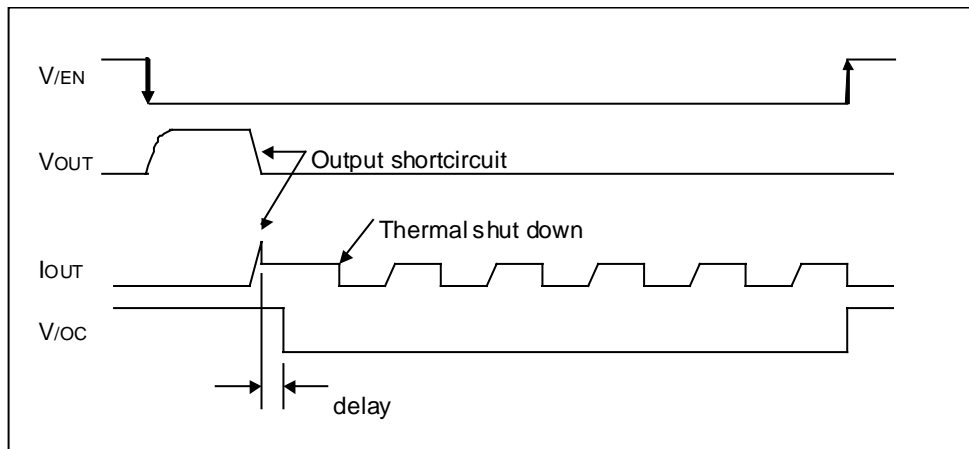 V/EN
VOUT
Output shortcircuit
Thermal shut down
IOUT
V/OC
delay